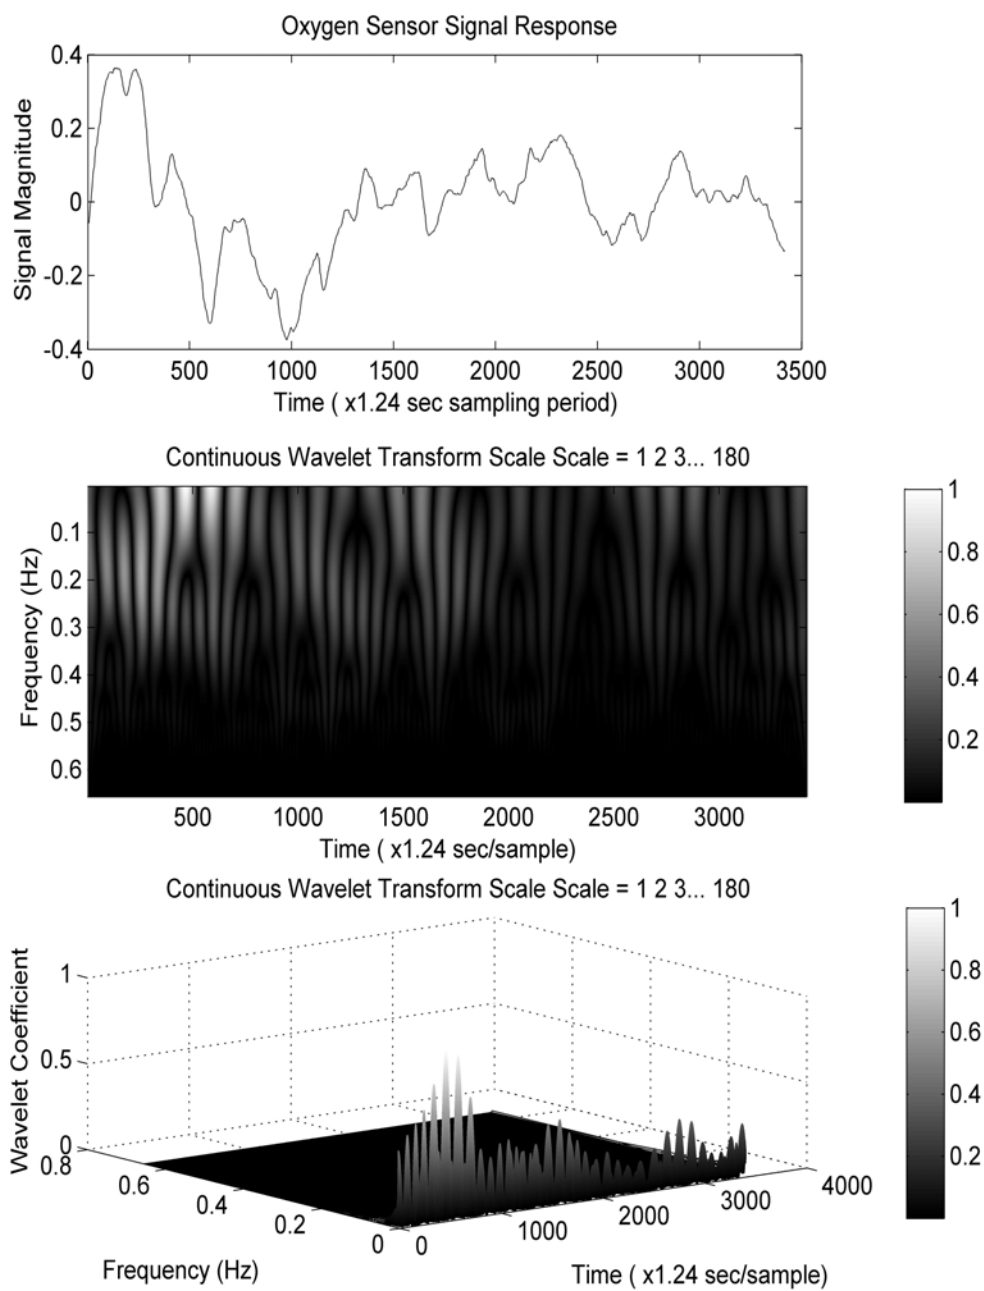 Oxygen Sensor Signal Response
0.4
0.2
0
-0.2
-0.4
Signal Magnitude
0 500 1000 1500 2000 2500 3000 3500
Time ( x1.24 sec sampling period)
Continuous Wavelet Transform Scale Scale = 1 2 3... 180
0.1
0.2
0.3
0.4
0.5
0.6
Frequency (Hz)
500 1000 1500 2000 2500 3000
Time ( x1.24 sec/sample)
1
0.8
0.6
0.4
0.2
Continuous Wavelet Transform Scale Scale = 1 2 3... 180
1
0.5
0
Wavelet Coefficient
0.8
0.6
0.4
0.2
0
Frequency (Hz)
0
1000
2000
3000
4000
Time ( x1.24 sec/sample)
1
0.8
0.6
0.4
0.2